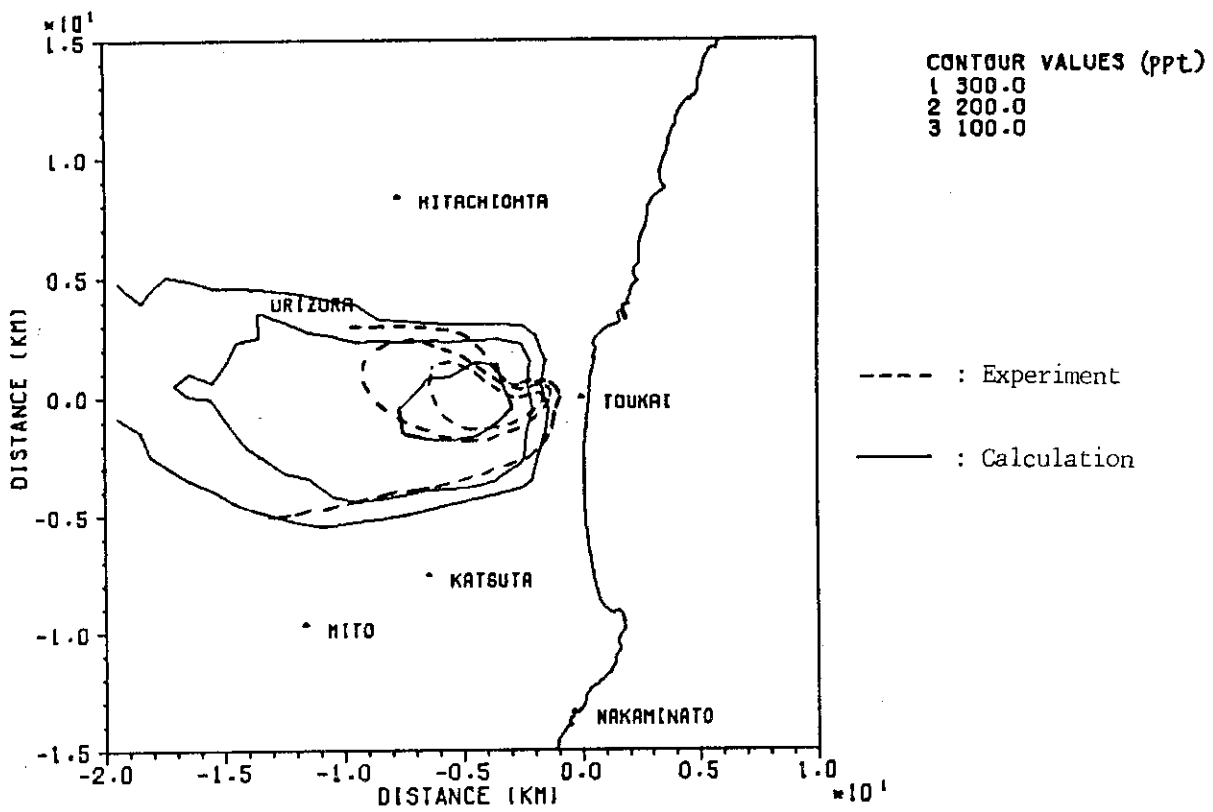 *10¹
1.5
1.0
0.5
0.0
-0.5
-1.0
-1.5
DISTANCE (KM)
-2.0 -1.5 -1.0 -0.5 0.0 0.5 1.0
DISTANCE (KM)
*10¹
HITACHIOHTA
URIZURA
TOUKAI
KATSUTA
MITO
NAKAMINATO
CONTOUR VALUES (ppt)
1 300.0
2 200.0
3 100.0
: Experiment
: Calculation